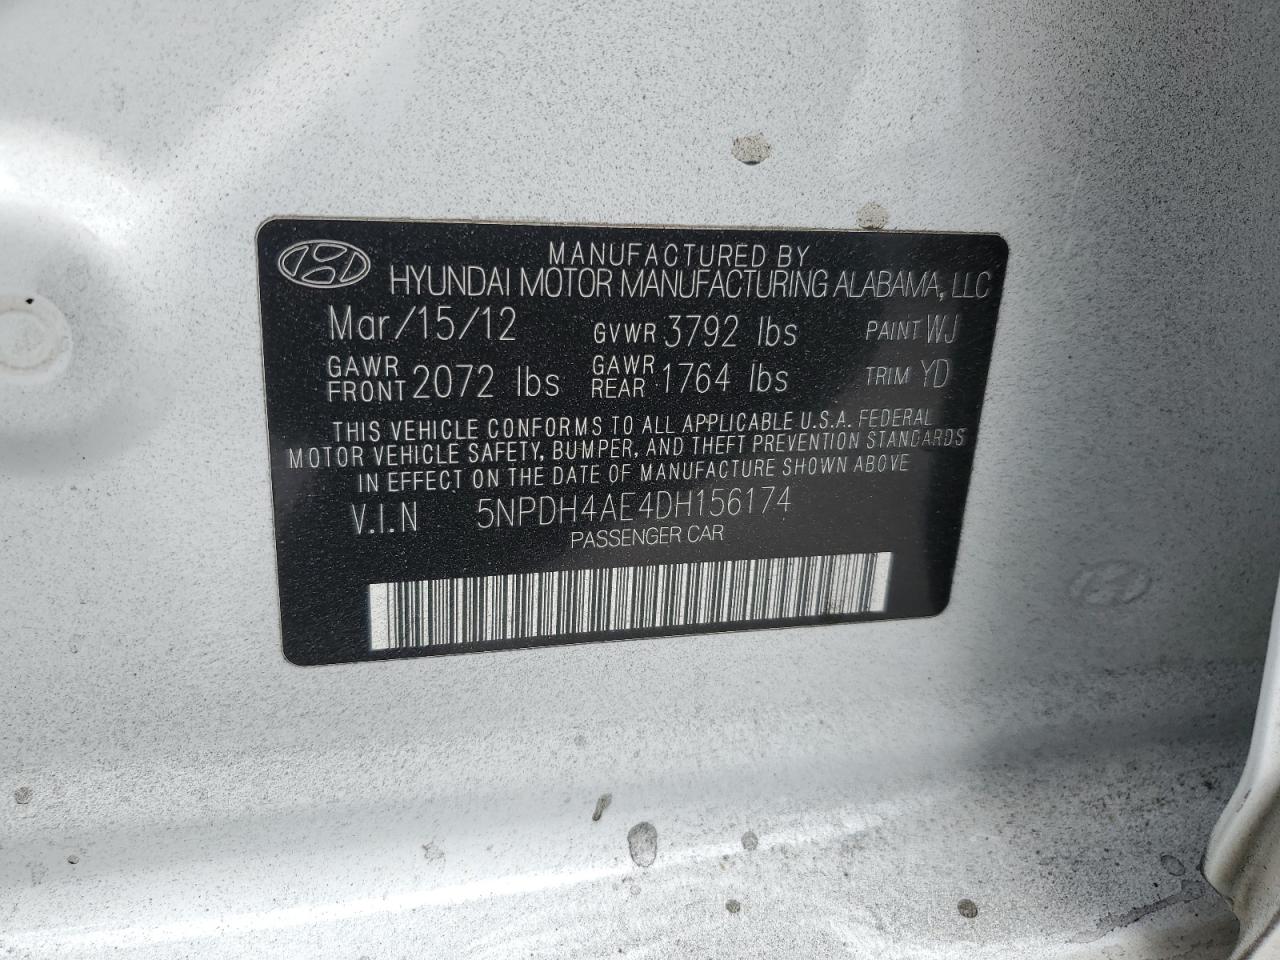 MANUFACTURED BY
HYUNDAI MOTOR MANUFACTURING ALABAMA, LLC
Mar/15/12 GVWR 3792 lbs PAINT WJ
GAWR FRONT 2072 lbs GAWR REAR 1764 lbs TRIM YD
THIS VEHICLE CONFORMS TO ALL APPLICABLE U.S.A. FEDERAL
MOTOR VEHICLE SAFETY, BUMPER, AND THEFT PREVENTION STANDARDS
IN EFFECT ON THE DATE OF MANUFACTURE SHOWN ABOVE
V.I.N 5NPDH4AE4DH156174
PASSENGER CAR